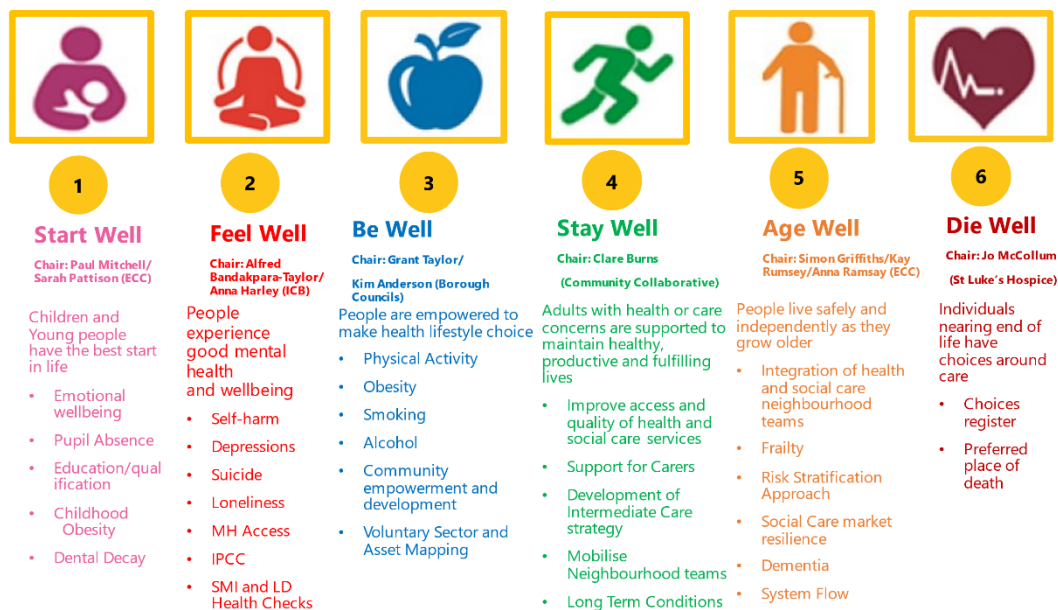 1
Start Well
Chair: Paul Mitchell/
Sarah Pattison (ECC)
Children and
Young people
have the best start
in life
• Emotional
wellbeing
• Pupil Absence
• Education/qual
ification
• Childhood
Obesity
• Dental Decay
2
Feel Well
Chair: Alfred
Bandakpara-Taylor/
Anna Harley (ICB)
People
experience
good mental
health
and wellbeing
• Self-harm
• Depressions
• Suicide
• Loneliness
• MH Access
• IPCC
• SMI and LD
Health Checks
3
Be Well
Chair: Grant Taylor/
Kim Anderson (Borough
Councils)
People are empowered to
make health lifestyle choice
• Physical Activity
• Obesity
• Smoking
• Alcohol
• Community
empowerment and
development
• Voluntary Sector and
Asset Mapping
4
Stay Well
Chair: Clare Burns
(Community Collaborative)
Adults with health or care
concerns are supported to
maintain healthy,
productive and fulfilling
lives
• Improve access and
quality of health and
social care services
• Support for Carers
• Development of
Intermediate Care
strategy
• Mobilise
Neighbourhood teams
• Long Term Conditions
5
Age Well
Chair: Simon Griffiths/Kay
Rumsey/Anna Ramsay (ECC)
People live safely and
independently as they
grow older
• Integration of health
and social care
neighbourhood
teams
• Frailty
• Risk Stratification
Approach
• Social Care market
resilience
• Dementia
• System Flow
6
Die Well
Chair: Jo McCollum
(St Luke's Hospice)
Individuals
nearing end of
life have
choices around
care
• Choices
register
• Preferred
place of
death